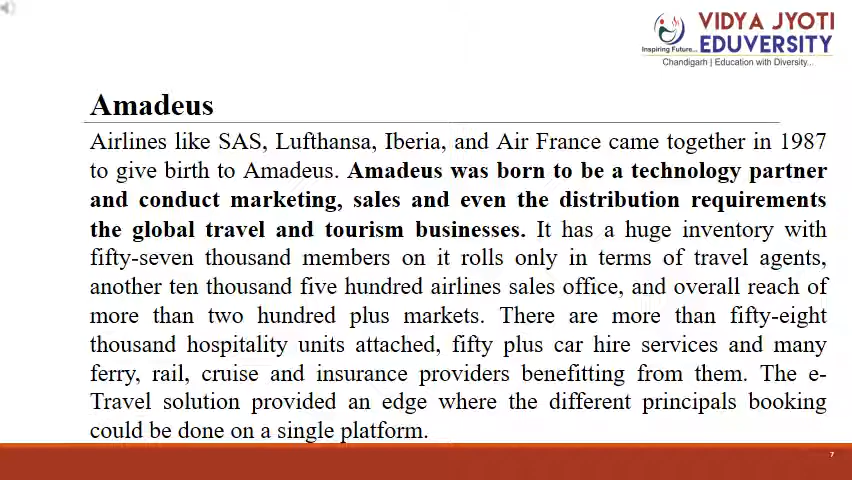 VIDYA JYOTI
EDUVERSITY
Inspiring Future...
Chandigarh | Education with Diversity...
Amadeus
Airlines like SAS, Lufthansa, Iberia, and Air France came together in 1987
to give birth to Amadeus. Amadeus was born to be a technology partner
and conduct marketing, sales and even the distribution requirements
the global travel and tourism businesses. It has a huge inventory with
fifty-seven thousand members on it rolls only in terms of travel agents,
another ten thousand five hundred airlines sales office, and overall reach of
more than two hundred plus markets. There are more than fifty-eight
thousand hospitality units attached, fifty plus car hire services and many
ferry, rail, cruise and insurance providers benefitting from them. The e-
Travel solution provided an edge where the different principals booking
could be done on a single platform.
7